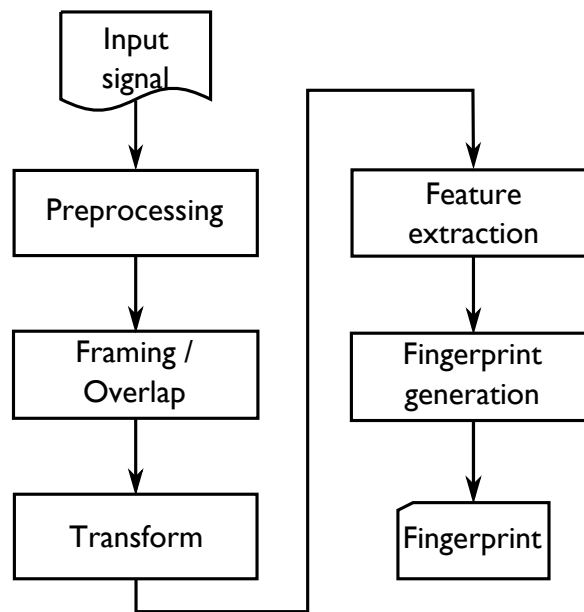 Input
signal
Preprocessing
Framing /
Overlap
Transform
Feature
extraction
Fingerprint
generation
Fingerprint